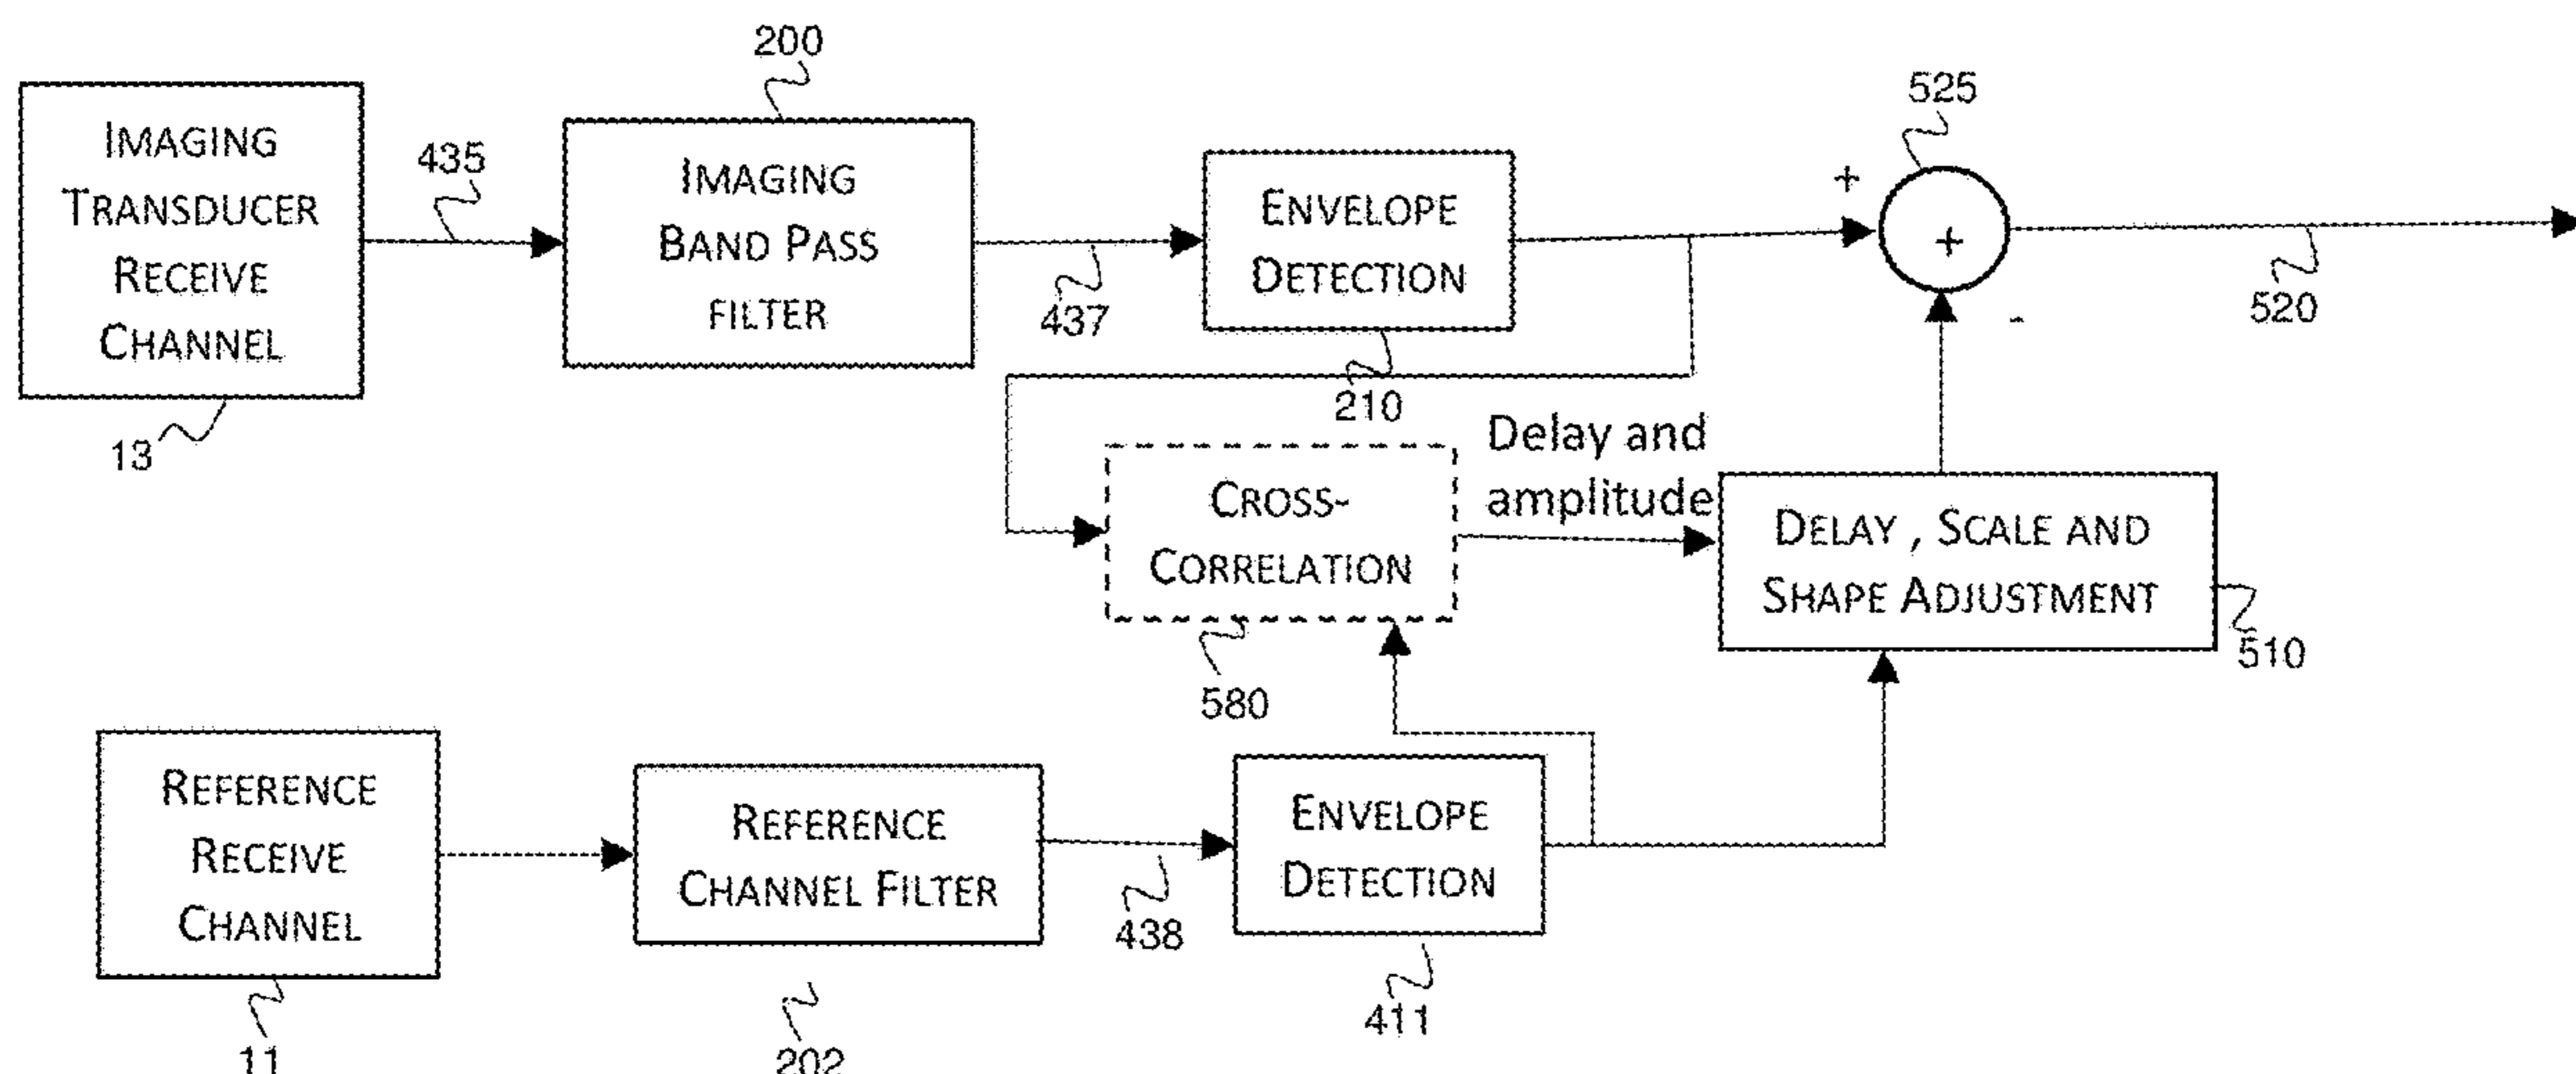 200
525
IMAGING
TRANSDUCER
RECEIVE
CHANNEL
435
IMAGING
BAND PASS
FILTER
437
ENVELOPE
DETECTION
+
+
-
520
13
210
Delay and
amplitude
CROSS-
CORRELATION
DELAY , SCALE AND
SHAPE ADJUSTMENT
580
510
REFERENCE
RECEIVE
CHANNEL
REFERENCE
CHANNEL FILTER
438
ENVELOPE
DETECTION
411
11
202